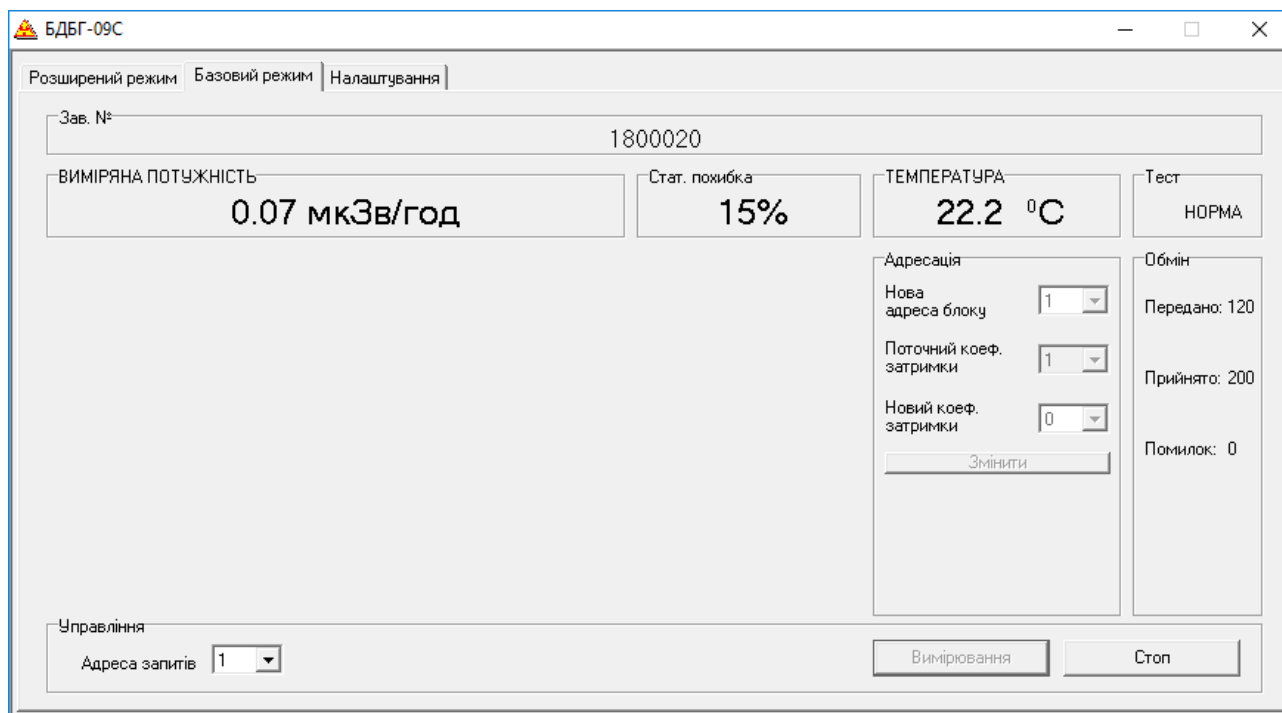 БДБГ-09С
Розширений режим Базовий режим Налаштування
Зав. №
1800020
ВИМІРЯНА ПОТУЖНІСТЬ
0.07 мкЗв/год
Стат. похибка
15%
ТЕМПЕРАТУРА
22.2 ⁰C
Тест
НОРМА
Адресація
Нова
адреса блоку
1
Поточний коеф.
затримки
1
Новий коеф.
затримки
0
Змінити
Обмін
Передано: 120
Прийнято: 200
Помилок: 0
Управління
Адреса запитів 1
Вимірювання
Стоп